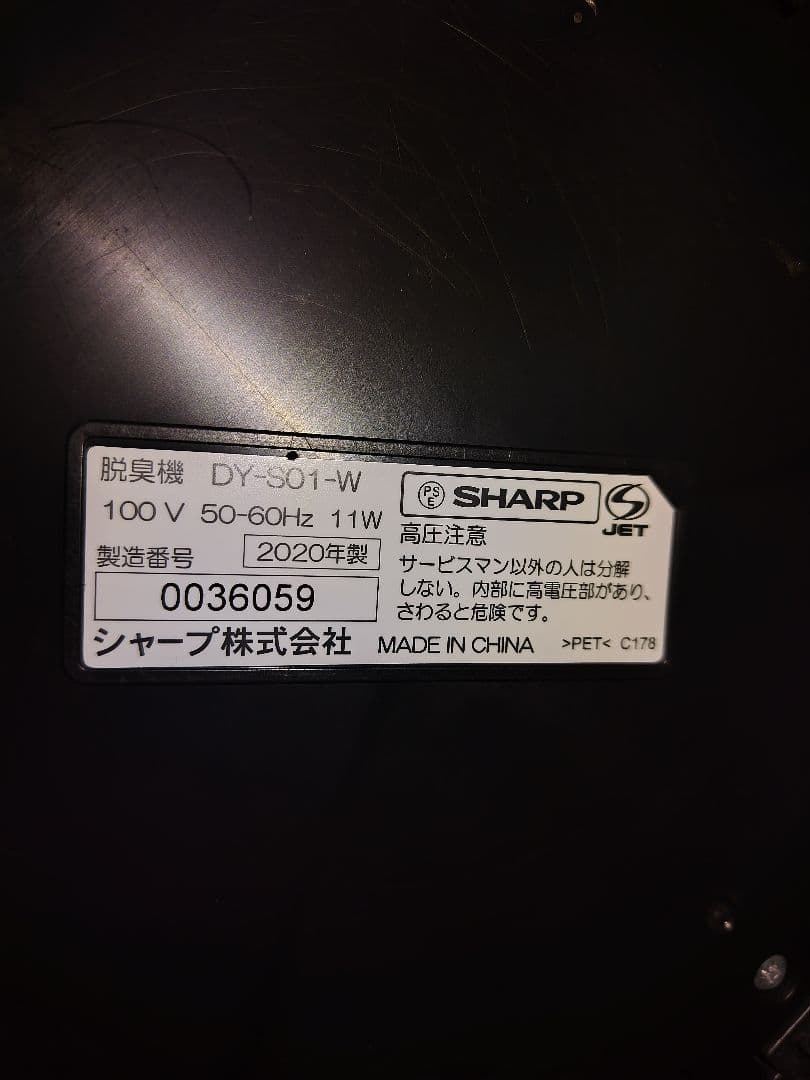 脱臭機 DY-S01-W
100V 50-60Hz 11W
製造番号 2020年製
0036059
シャープ株式会社 MADE IN CHINA >PET< C178
PSE SHARP
JET
高圧注意
サービスマン以外の人は分解
しない。内部に高電圧部があり、
さわると危険です。